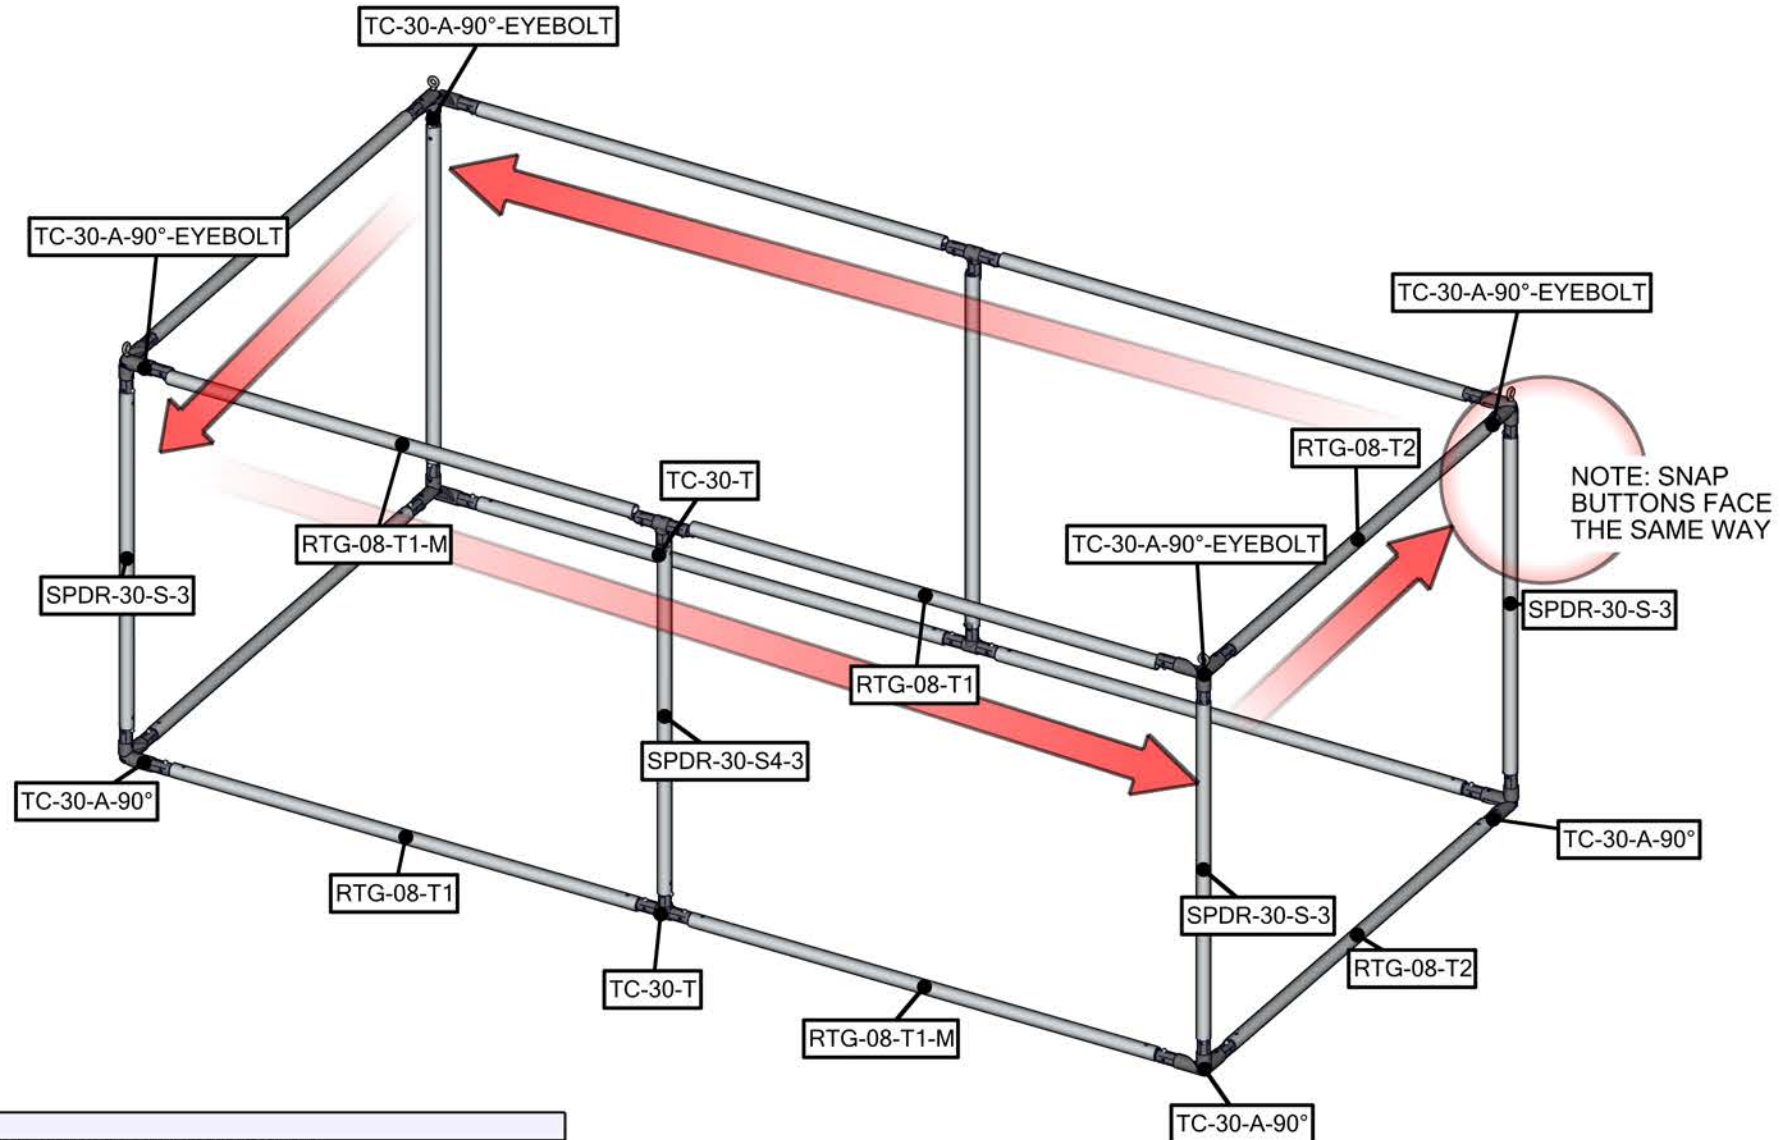 TC-30-A-90°-EYEBOLT
TC-30-A-90°-EYEBOLT
TC-30-A-90°-EYEBOLT
RTG-08-T2
TC-30-T
NOTE: SNAP
BUTTONS FACE
THE SAME WAY
RTG-08-T1-M
TC-30-A-90°-EYEBOLT
SPDR-30-S-3
SPDR-30-S-3
RTG-08-T1
SPDR-30-S4-3
TC-30-A-90°
TC-30-A-90°
RTG-08-T1
SPDR-30-S-3
RTG-08-T2
TC-30-T
RTG-08-T1-M
TC-30-A-90°